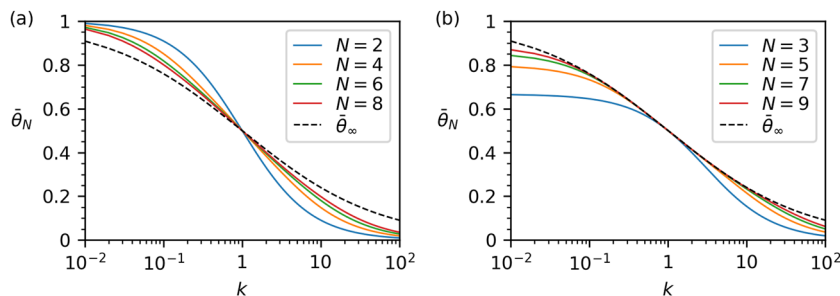 (a)
1
0.8
0.6
0.4
0.2
0
θ̄_N
N = 2
N = 4
N = 6
N = 8
θ̄_∞
10⁻² 10⁻¹ 1 10 10²
k
(b)
1
0.8
0.6
0.4
0.2
0
θ̄_N
N = 3
N = 5
N = 7
N = 9
θ̄_∞
10⁻² 10⁻¹ 1 10 10²
k